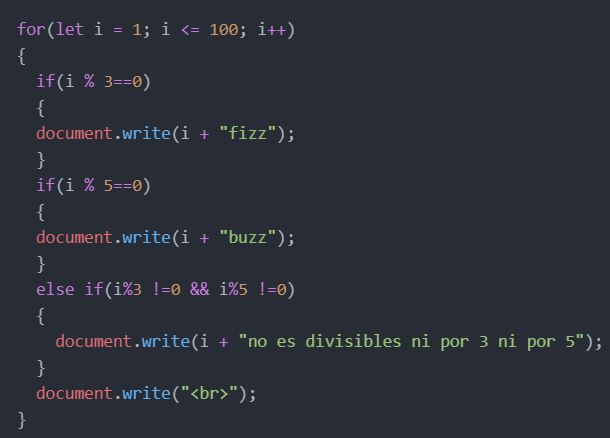 for(let i = 1; i <= 100; i++)
{
  if(i % 3==0)
  {
  document.write(i + "fizz");
  }
  if(i % 5==0)
  {
  document.write(i + "buzz");
  }
  else if(i%3 !=0 && i%5 !=0)
  {
    document.write(i + "no es divisibles ni por 3 ni por 5");
  }
  document.write("<br>");
}